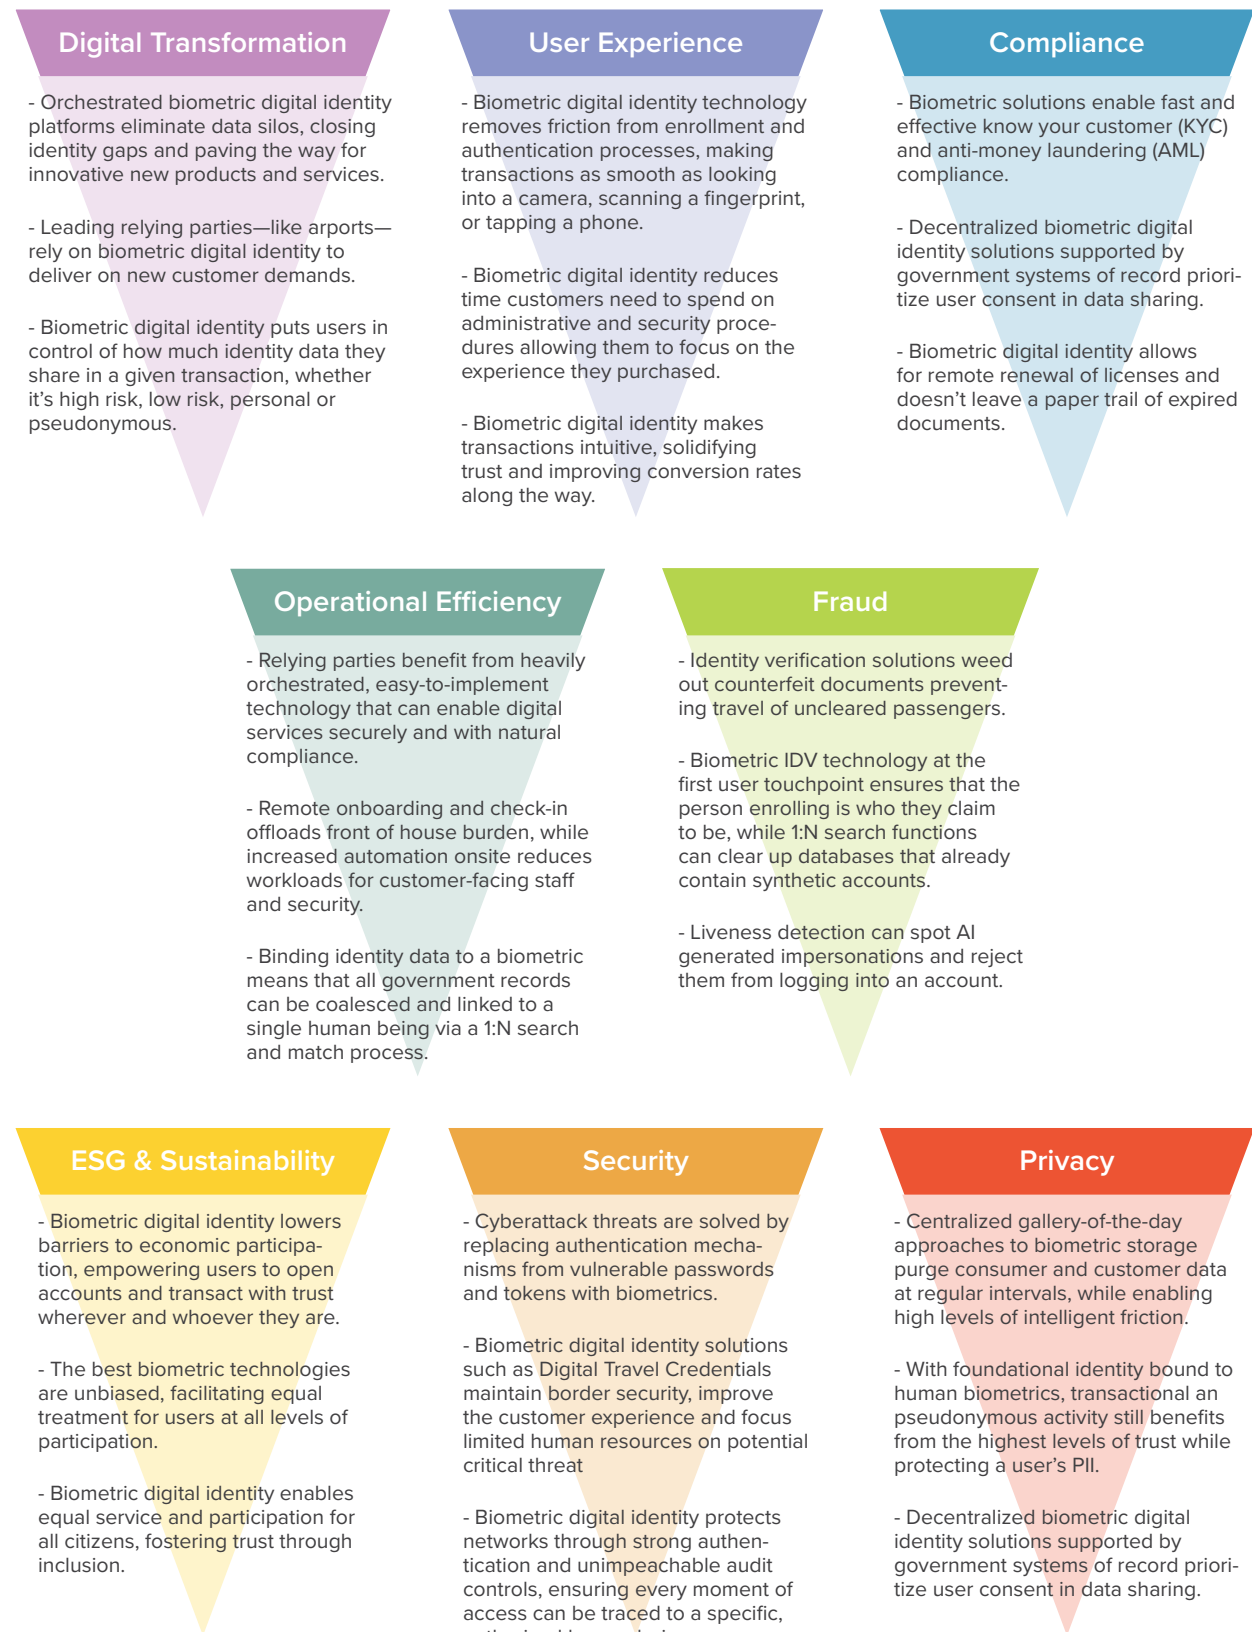 Digital Transformation
- Orchestrated biometric digital identity
platforms eliminate data silos, closing
identity gaps and paving the way for
innovative new products and services.
- Leading relying parties—like arports—
rely on biometric digital identity to
deliver on new customer demands.
- Biometric digital identity puts users in
control of how much identity data they
share in a given transaction, whether
it’s high risk, low risk, personal or
pseudonymous.
User Experience
- Biometric digital identity technology
removes friction from enrollment and
authentication processes, making
transactions as smooth as looking
into a camera, scanning a fingerprint,
or tapping a phone.
- Biometric digital identity reduces
time customers need to spend on
administrative and security proce-
dures allowing them to focus on the
experience they purchased.
- Biometric digital identity makes
transactions intuitive, solidifying
trust and improving conversion rates
along the way.
Compliance
- Biometric solutions enable fast and
effective know your customer (KYC)
and anti-money laundering (AML)
compliance.
- Decentralized biometric digital
identity solutions supported by
government systems of record priori-
tize user consent in data sharing.
- Biometric digital identity allows
for remote renewal of licenses and
doesn’t leave a paper trail of expired
documents.
Operational Efficiency
- Relying parties benefit from heavily
orchestrated, easy-to-implement
technology that can enable digital
services securely and with natural
compliance.
- Remote onboarding and check-in
offloads front of house burden, while
increased automation onsite reduces
workloads for customer-facing staff
and security.
- Binding identity data to a biometric
means that all government records
can be coalesced and linked to a
single human being via a 1:N search
and match process.
Fraud
- Identity verification solutions weed
out counterfeit documents prevent-
ing travel of uncleared passengers.
- Biometric IDV technology at the
first user touchpoint ensures that the
person enrolling is who they claim
to be, while 1:N search functions
can clear up databases that already
contain synthetic accounts.
- Liveness detection can spot AI
generated impersonations and reject
them from logging into an account.
ESG & Sustainability
- Biometric digital identity lowers
barriers to economic participa-
tion, empowering users to open
accounts and transact with trust
wherever and whoever they are.
- The best biometric technologies
are unbiased, facilitating equal
treatment for users at all levels of
participation.
- Biometric digital identity enables
equal service and participation for
all citizens, fostering trust through
inclusion.
Security
- Cyberattack threats are solved by
replacing authentication mecha-
nisms from vulnerable passwords
and tokens with biometrics.
- Biometric digital identity solutions
such as Digital Travel Credentials
maintain border security, improve
the customer experience and focus
limited human resources on potential
critical threat
- Biometric digital identity protects
networks through strong authen-
tication and unimpeachable audit
controls, ensuring every moment of
access can be traced to a specific,
Privacy
- Centralized gallery-of-the-day
approaches to biometric storage
purge consumer and customer data
at regular intervals, while enabling
high levels of intelligent friction.
- With foundational identity bound to
human biometrics, transactional an
pseudonymous activity still benefits
from the highest levels of trust while
protecting a user’s PII.
- Decentralized biometric digital
identity solutions supported by
government systems of record priori-
tize user consent in data sharing.